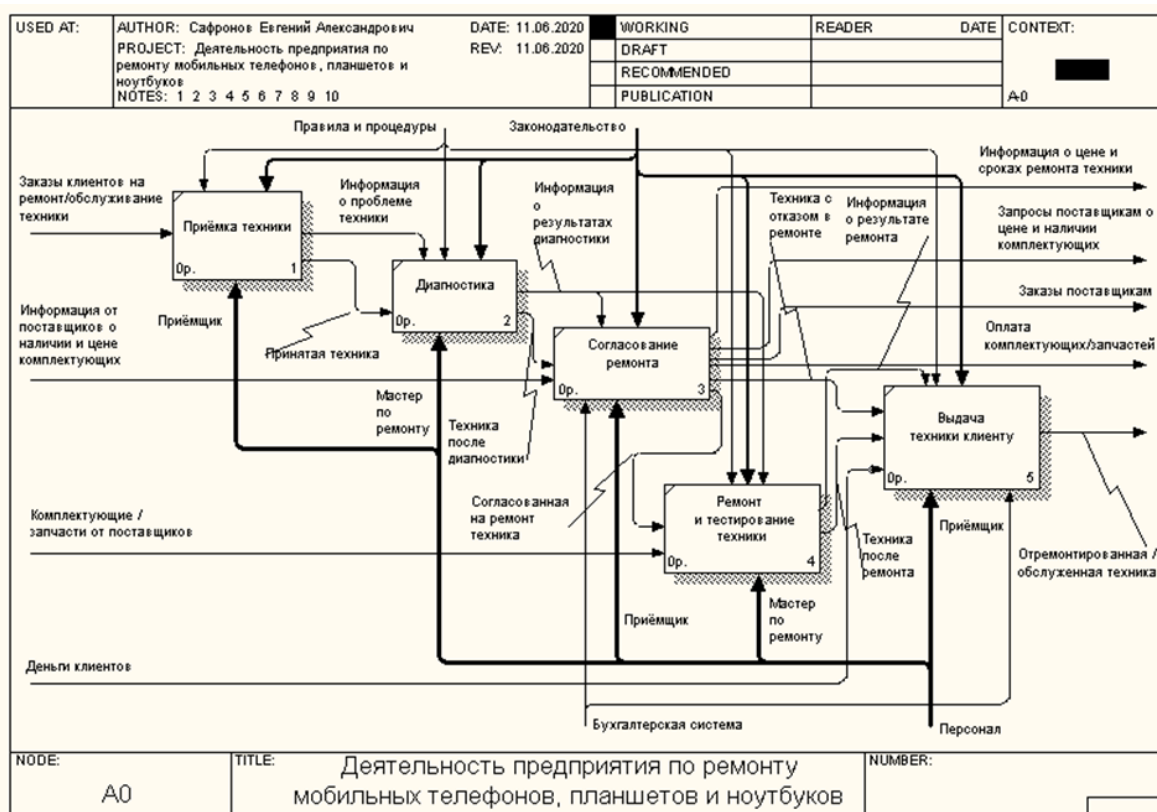 USED AT:
AUTHOR: Сафронов Евгений Александрович
DATE: 11.06.2020
PROJECT: Деятельность предприятия по
REV: 11.06.2020
ремонту мобильных телефонов, планшетов и
ноутбуков
NOTES: 1 2 3 4 5 6 7 8 9 10
WORKING
DRAFT
RECOMMENDED
PUBLICATION
READER
DATE
CONTEXT:
A-0
Правила и процедуры
Законодательство
Заказы клиентов на
ремонт/обслуживание
техники
Информация
о проблеме
техники
Информация
о
результатах
диагностики
Техника с
отказом в
ремонте
Информация
о результате
ремонта
Информация о цене и
сроках ремонта техники
Запросы поставщикам о
цене и наличии
комплектующих
Заказы поставщикам
Оплата
комплектующих/запчастей
Приёмка техники
0р.
1
Диагностика
0р.
2
Согласование
ремонта
0р.
3
Ремонт
и тестирование
техники
0р.
4
Выдача
техники клиенту
0р.
5
Информация от
поставщиков о
наличии и цене
комплектующих
Приёмщик
Принятая техника
Мастер
по
ремонту
Техника
после
диагностики
Согласованная
на ремонт
техника
Комплектующие /
запчасти от поставщиков
Приёмщик
Техника
после
ремонта
Отремонтированная /
обслуженная техника
Приёмщик
Мастер
по
ремонту
Деньги клиентов
Бухгалтерская система
Персонал
NODE:
A0
TITLE:
Деятельность предприятия по ремонту
мобильных телефонов, планшетов и ноутбуков
NUMBER: